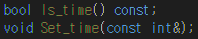 bool Is_time() const;
void Set_time(const int&);